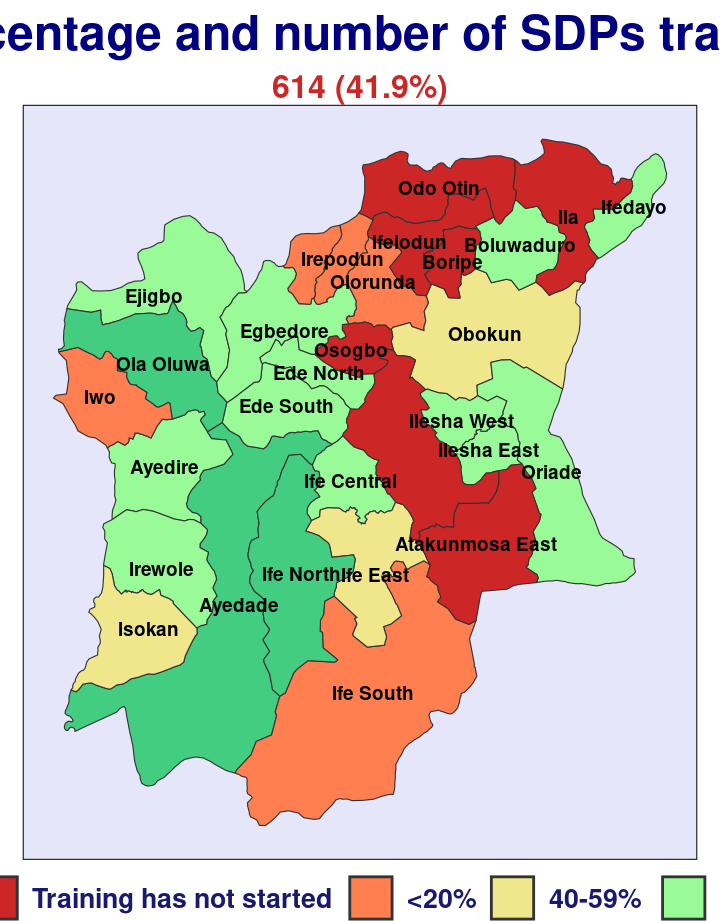 centage and number of SDPs tra
614 (41.9%)
Odo Otin
Ila
Ifedayo
Ifelodun
Boluwaduro
Irepodun
Boripe
Olorunda
Ejigbo
Egbedore
Obokun
Osogbo
Ola Oluwa
Ede North
Iwo
Ede South
Ilesha West
Ilesha East
Ayedire
Oriade
Ife Central
Atakunmosa East
Irewole
Ife North
Ife East
Ayedade
Isokan
Ife South
Training has not started
<20%
40-59%